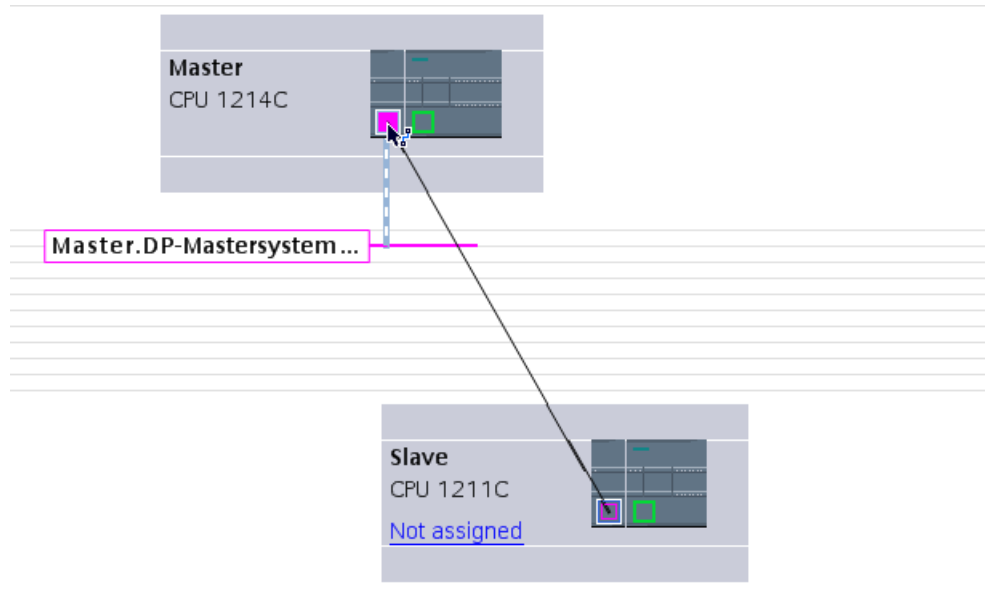 Master
CPU 1214C
Master.DP-Mastersystem ...
Slave
CPU 1211C
Not assigned